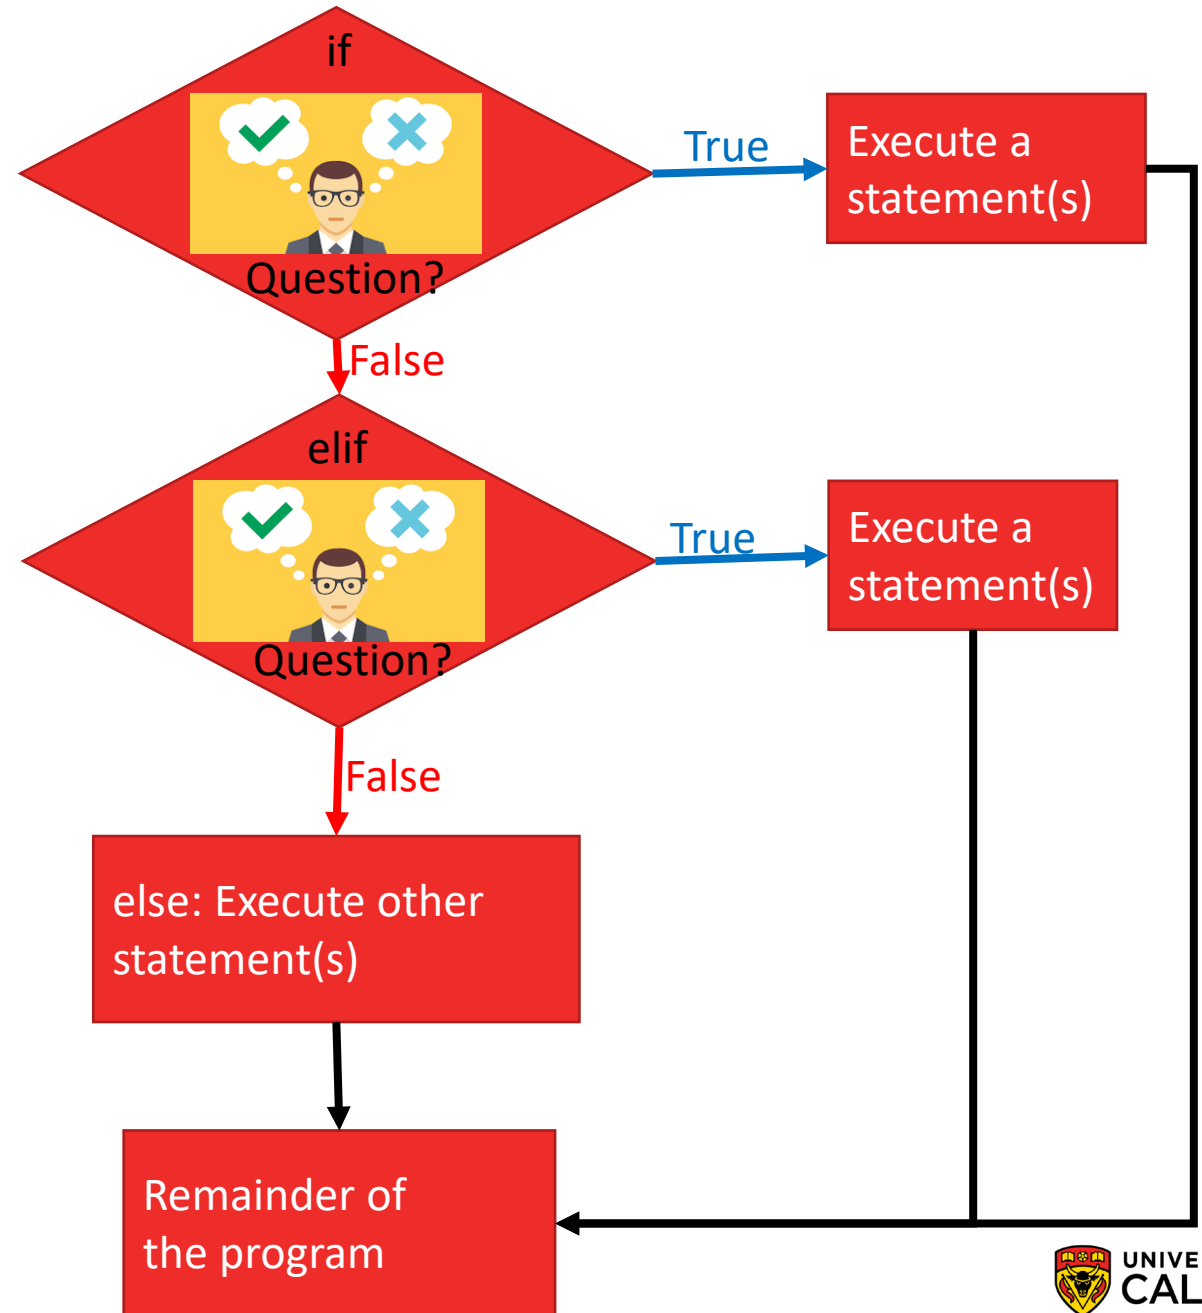 if
Question?
True
Execute a
statement(s)
False
elif
Question?
True
Execute a
statement(s)
False
else: Execute other
statement(s)
Remainder of
the program
UNIVE
CAL